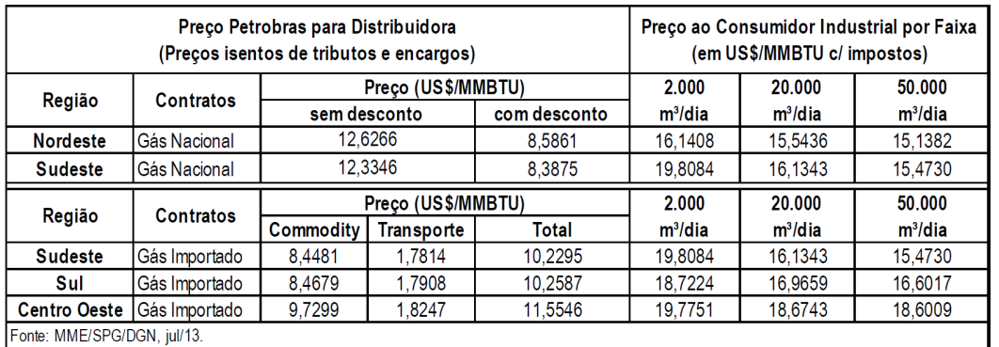 Preço Petrobras para Distribuidora
(Preços isentos de tributos e encargos)
Preço ao Consumidor Industrial por Faixa
(em US$/MMBTU c/ impostos)
Região Contratos Preço (US$/MMBTU) 2.000 20.000 50.000
sem desconto com desconto m³/dia m³/dia m³/dia
Nordeste Gás Nacional 12,6266 8,5861 16,1408 15,5436 15,1382
Sudeste Gás Nacional 12,3346 8,3875 19,8084 16,1343 15,4730
Região Contratos Preço (US$/MMBTU) 2.000 20.000 50.000
Commodity Transporte Total m³/dia m³/dia m³/dia
Sudeste Gás Importado 8,4481 1,7814 10,2295 19,8084 16,1343 15,4730
Sul Gás Importado 8,4679 1,7908 10,2587 18,7224 16,9659 16,6017
Centro Oeste Gás Importado 9,7299 1,8247 11,5546 19,7751 18,6743 18,6009
Fonte: MME/SPG/DGN, jul/13.